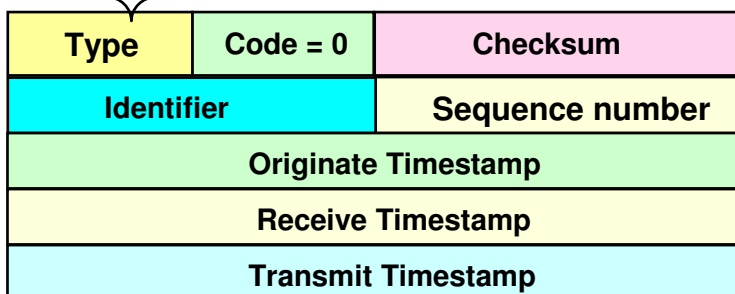 Type Code = 0 Checksum
Identifier Sequence number
Originate Timestamp
Receive Timestamp
Transmit Timestamp